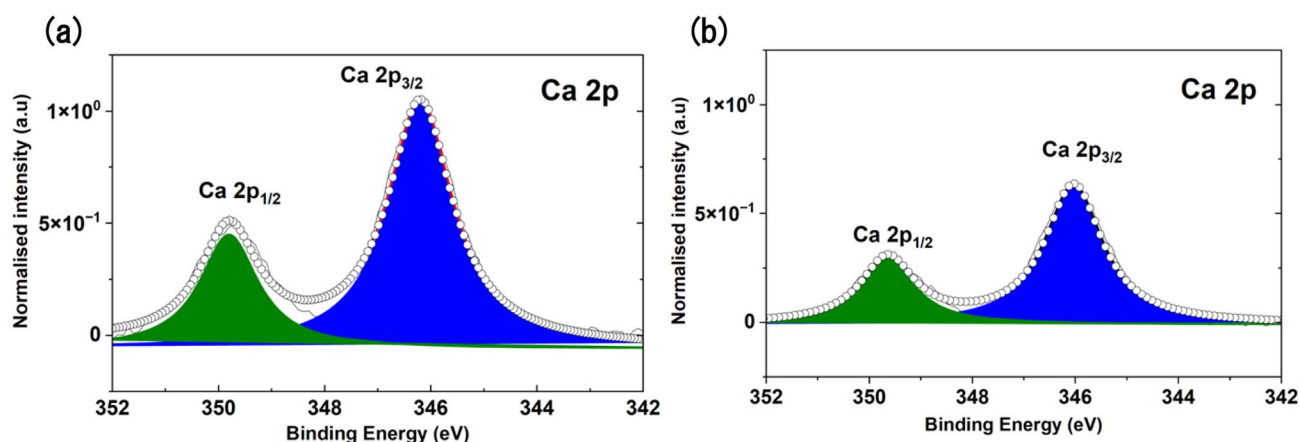 (a)
Ca 2p
Ca 2p3/2
Ca 2p1/2
Normalised intensity (a.u)
1×10⁰
5×10⁻¹
0
352 350 348 346 344 342
Binding Energy (eV)
(b)
Ca 2p
Ca 2p3/2
Ca 2p1/2
Normalised intensity (a.u)
1×10⁰
5×10⁻¹
0
352 350 348 346 344 342
Binding Energy (eV)